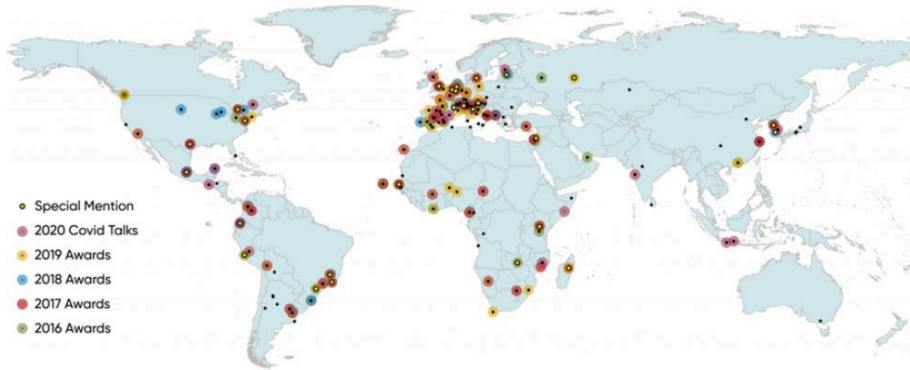 Special Mention
2020 Covid Talks
2019 Awards
2018 Awards
2017 Awards
2016 Awards